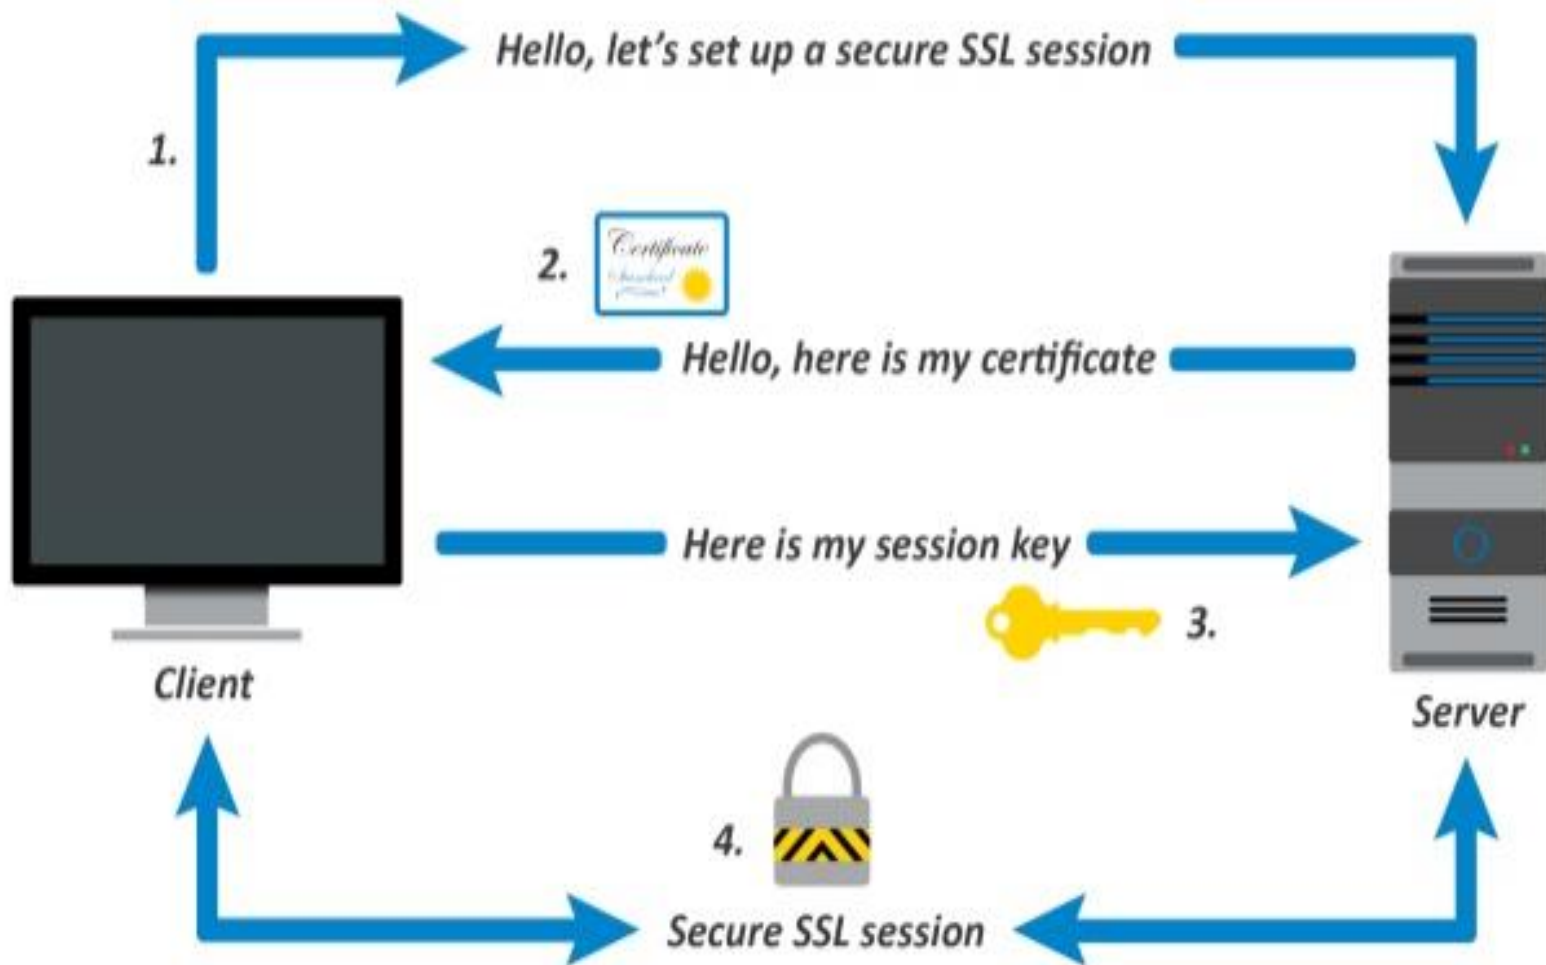 Hello, let's set up a secure SSL session
1.
2.
Certificate
Hello, here is my certificate
Here is my session key
3.
Client
Server
4.
Secure SSL session